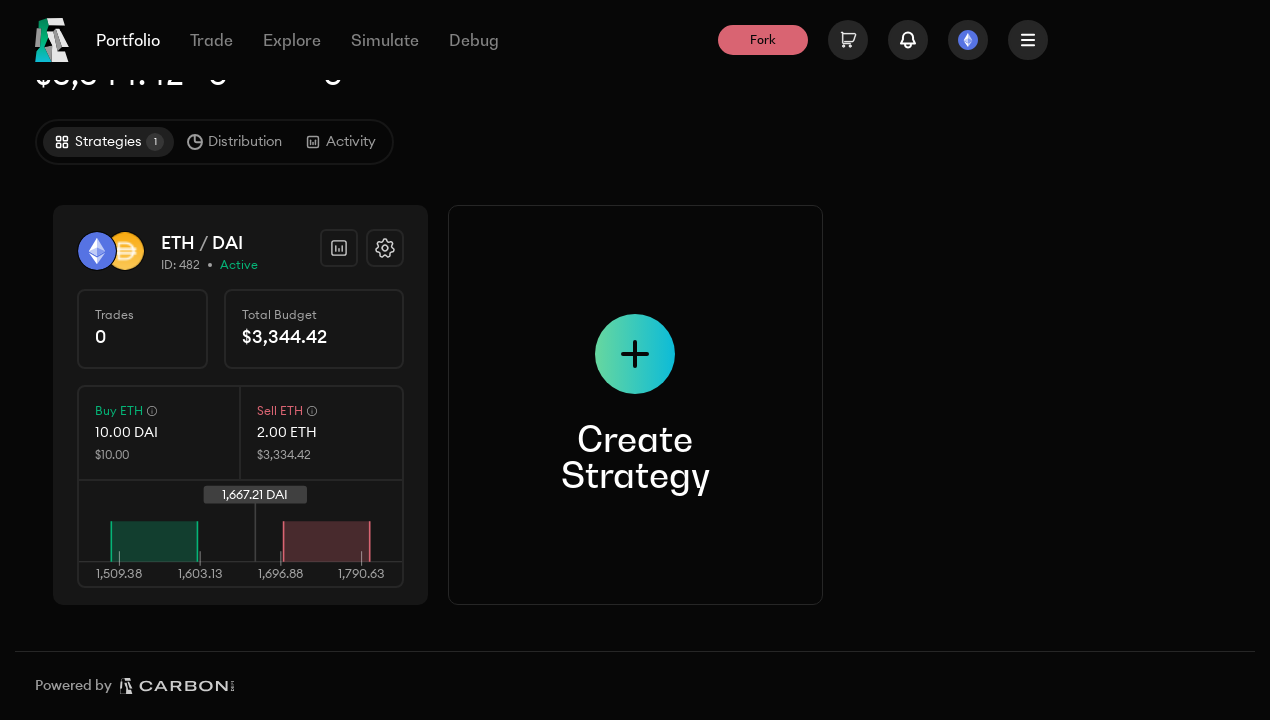 Portfolio
Trade
Explore
Simulate
Debug
Fork
Strategies 1
Distribution
Activity
ETH / DAI
ID: 482 • Active
Trades
0
Total Budget
$3,344.42
Buy ETH
10.00 DAI
$10.00
Sell ETH
2.00 ETH
$3,334.42
1,667.21 DAI
1,509.38
1,603.13
1,696.88
1,790.63
Create
Strategy
Powered by
CARBON